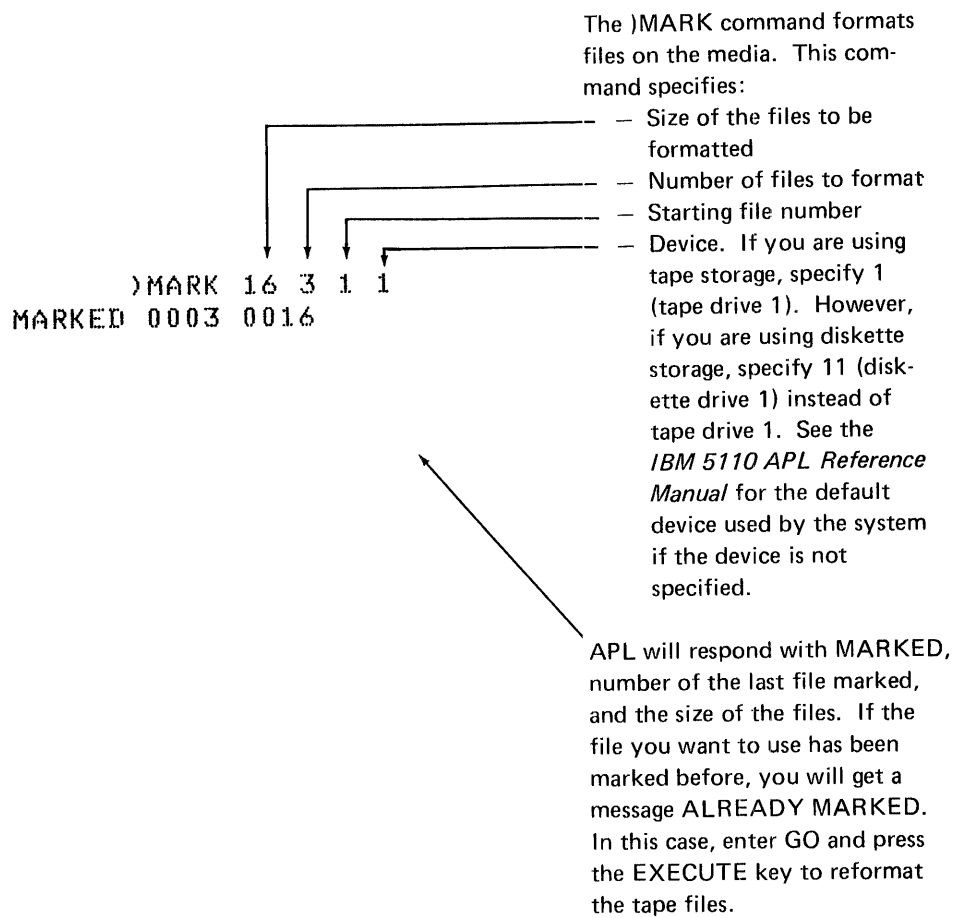 The )MARK command formats
files on the media. This com-
mand specifies:
— Size of the files to be
formatted
— Number of files to format
— Starting file number
— Device. If you are using
tape storage, specify 1
(tape drive 1). However,
if you are using diskette
storage, specify 11 (disk-
ette drive 1) instead of
tape drive 1. See the
IBM 5110 APL Reference
Manual for the default
device used by the system
if the device is not
specified.
)MARK 16 3 1 1
MARKED 0003 0016
APL will respond with MARKED,
number of the last file marked,
and the size of the files. If the
file you want to use has been
marked before, you will get a
message ALREADY MARKED.
In this case, enter GO and press
the EXECUTE key to reformat
the tape files.